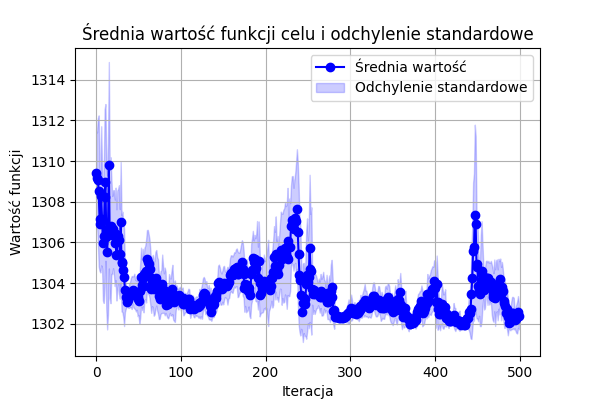 Średnia wartość funkcji celu i odchylenie standardowe
Średnia wartość
Odchylenie standardowe
Wartość funkcji
1314
1312
1310
1308
1306
1304
1302
0 100 200 300 400 500
Iteracja